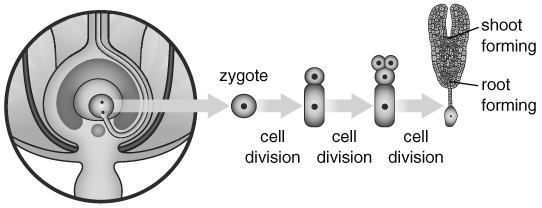 zygote
cell
division
cell
division
cell
division
shoot
forming
root
forming